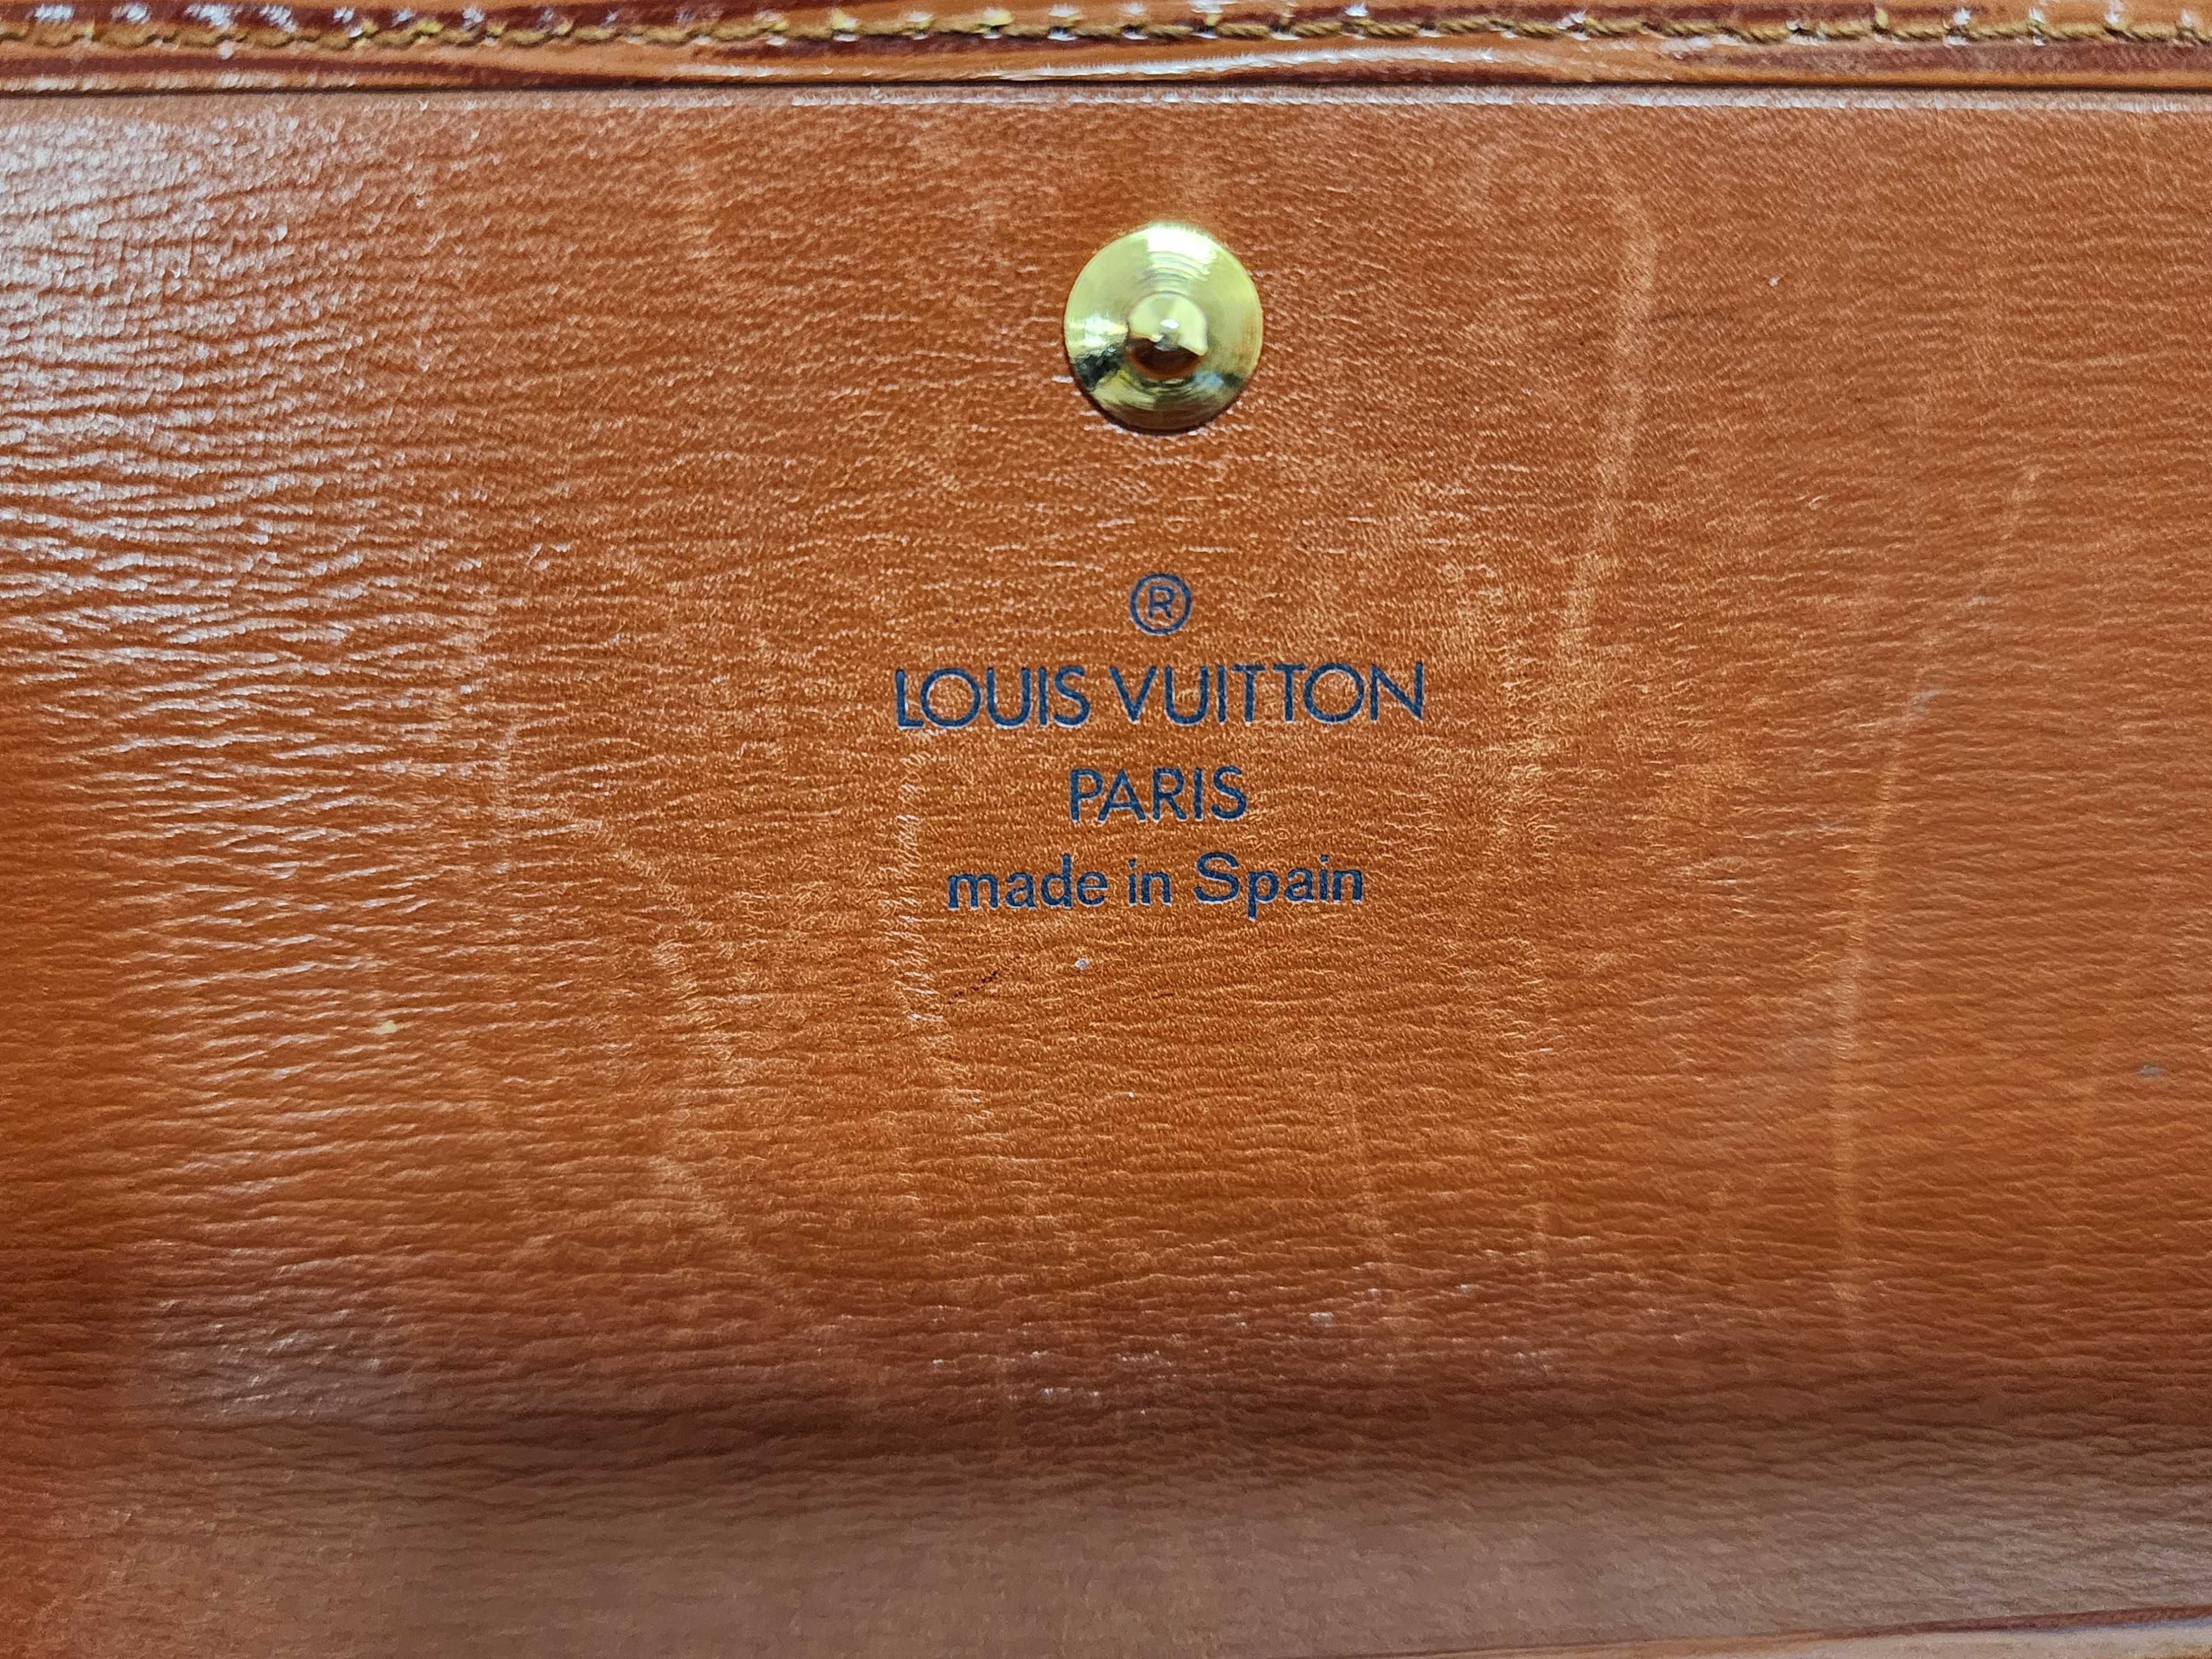 ®
LOUIS VUITTON
PARIS
made in Spain